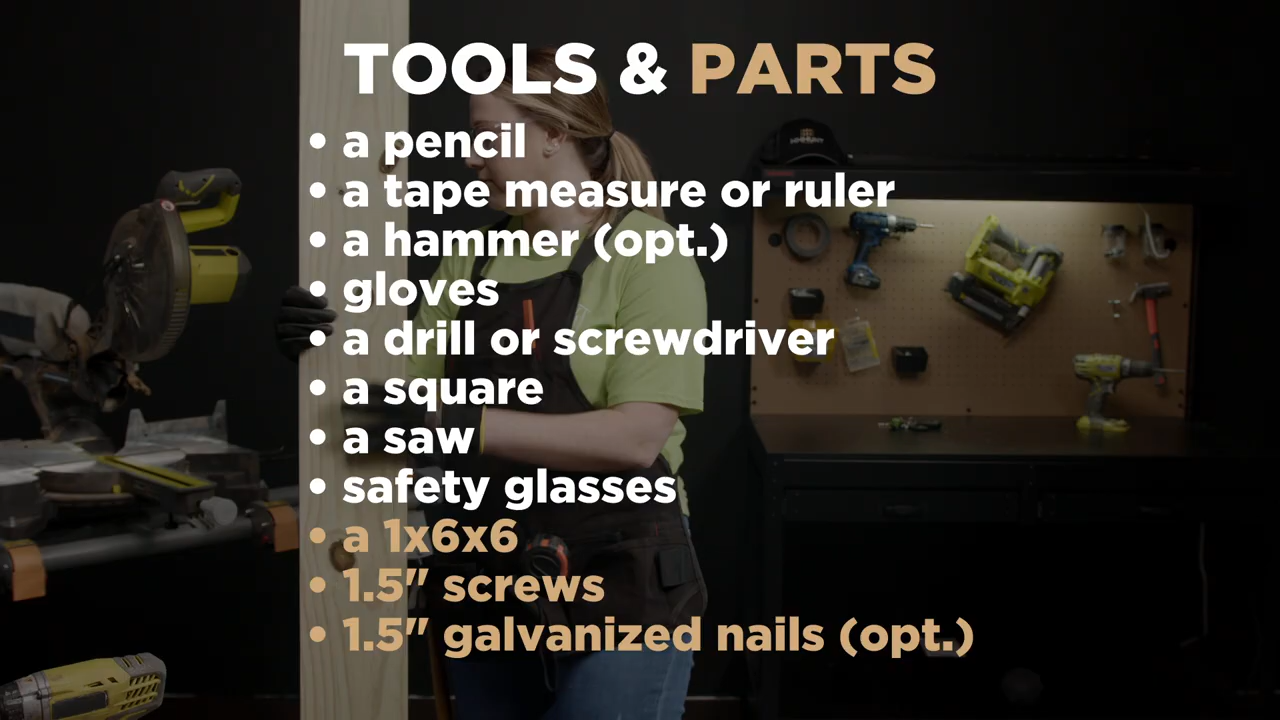 TOOLS & PARTS
• a pencil
• a tape measure or ruler
• a hammer (opt.)
• gloves
• a drill or screwdriver
• a square
• a saw
• safety glasses
• a 1x6x6
• 1.5" screws
• 1.5" galvanized nails (opt.)